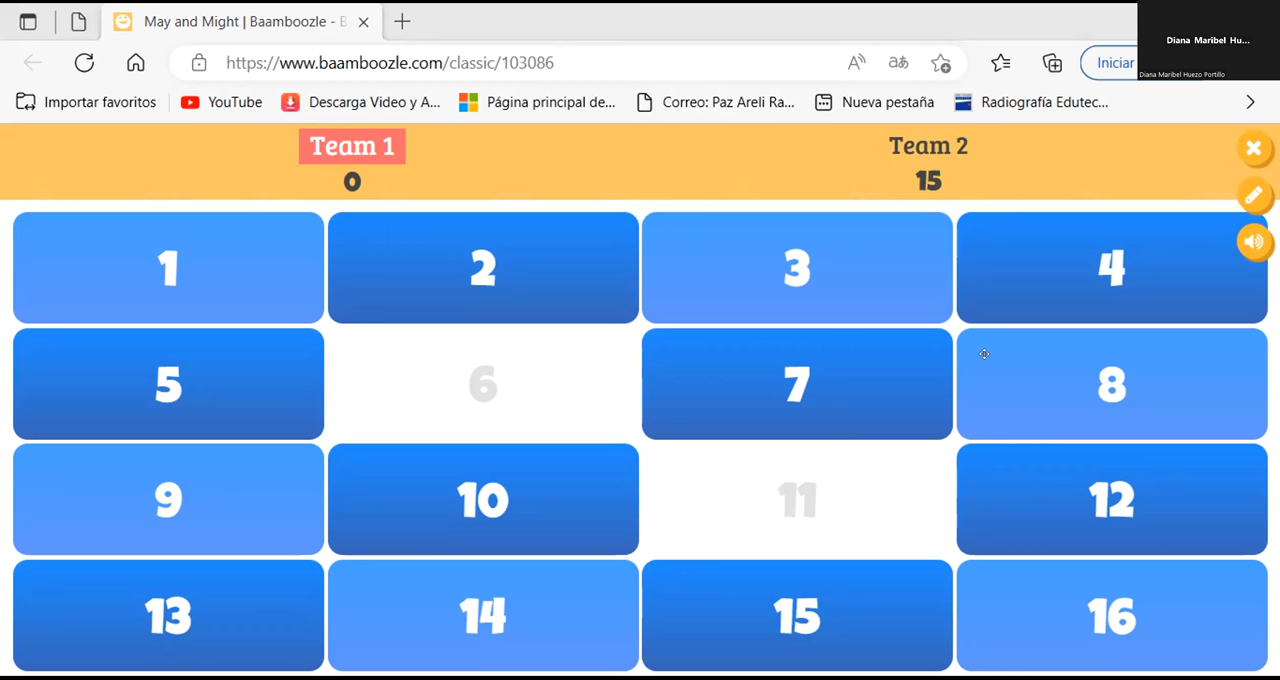 May and Might | Baamboozle - B
Diana Maribel Hu...
Diana Maribel Huezo Portillo
https://www.baamboozle.com/classic/103086
Iniciar
Importar favoritos
YouTube
Descarga Video y A...
Página principal de...
Correo: Paz Areli Ra...
Nueva pestaña
Radiografía Edutec...
Team 1
Team 2
0
15
1
2
3
4
5
6
7
8
9
10
11
12
13
14
15
16